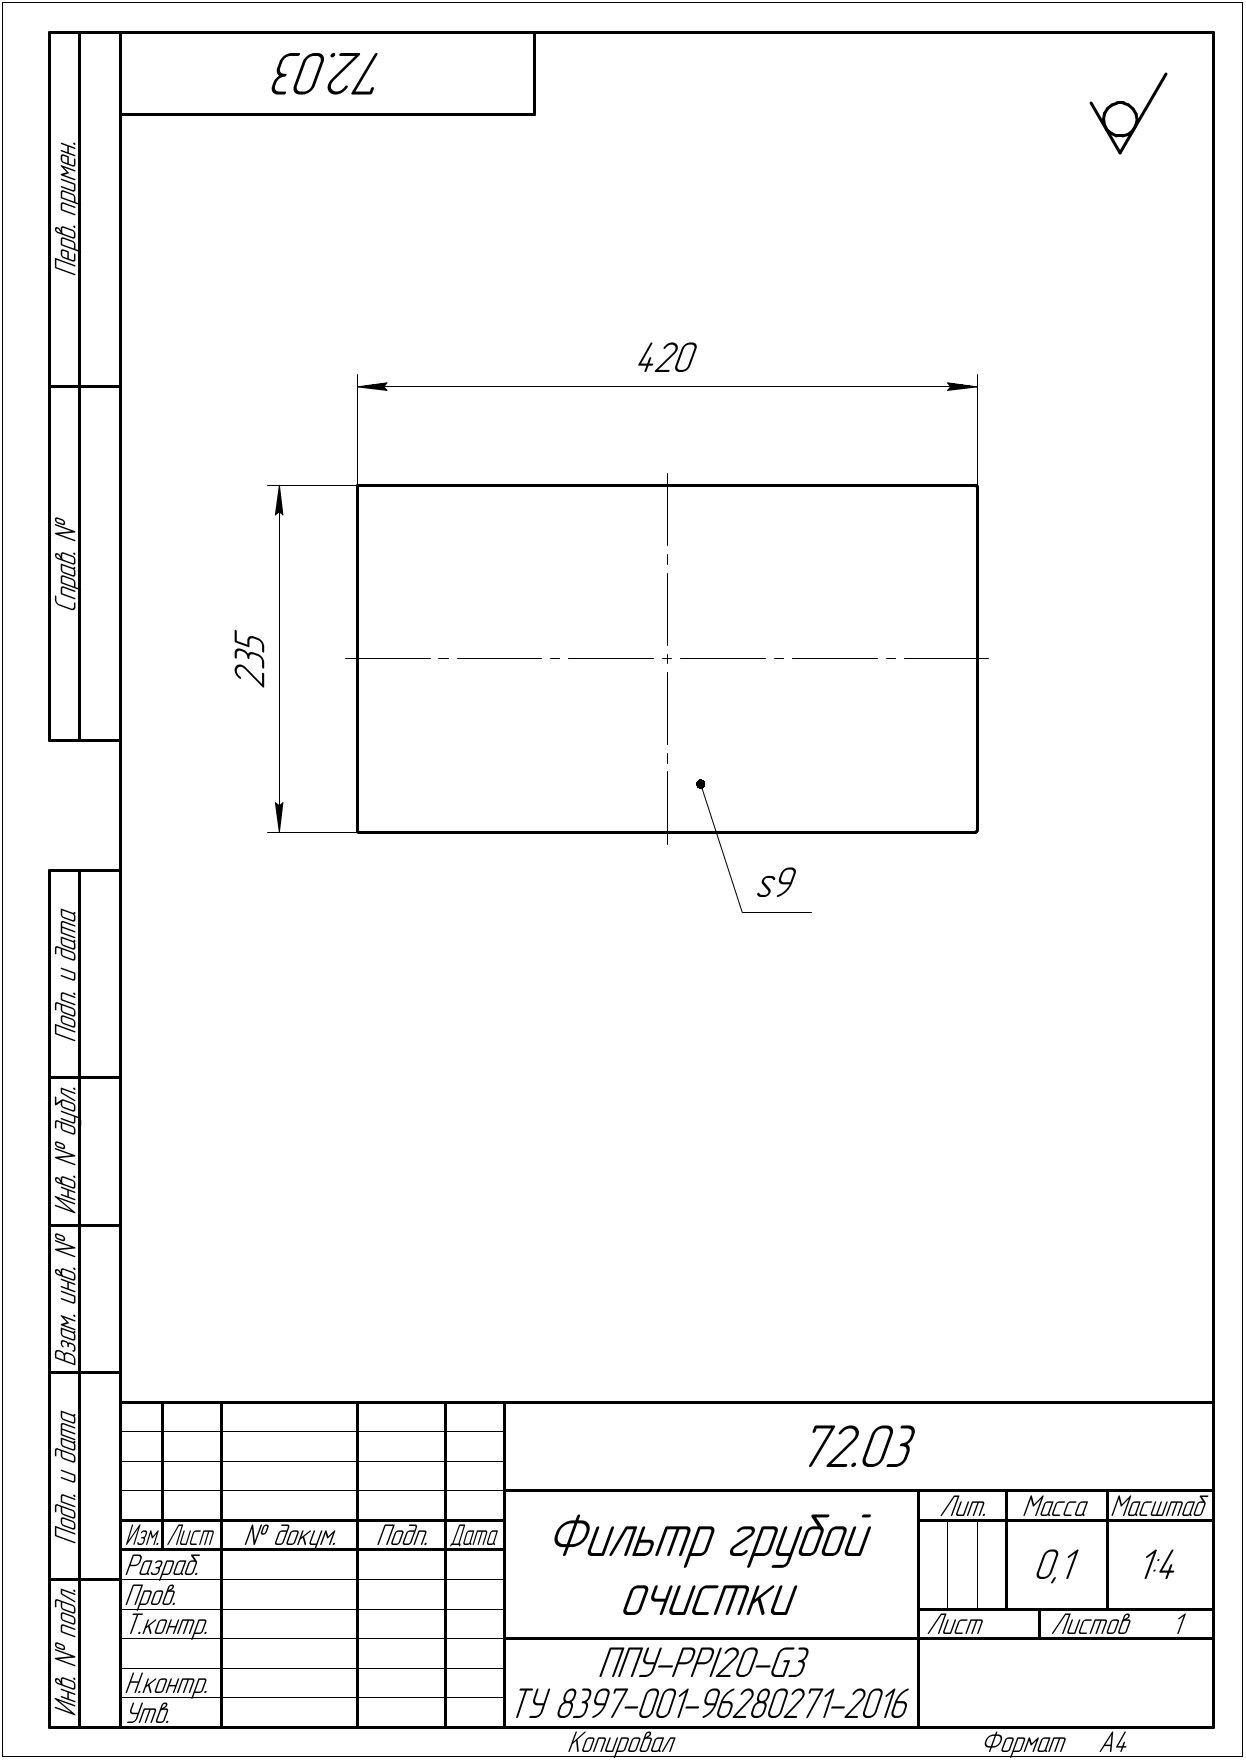 72.03
Перв. примен.
Справ. №
420
235
s9
Подп. и дата
Инв. № дубл.
Взам. инв. №
Подп. и дата
Инв. № подл.
72.03
Изм. Лист № докум. Подп. Дата
Разраб.
Пров.
Т.контр.
Н.контр.
Утв.
Фильтр грубой
очистки
Лит. Масса Масштаб
0,1 1:4
Лист Листов 1
ППУ-PPI20-G3
ТУ 8397-001-96280271-2016
Копировал Формат А4